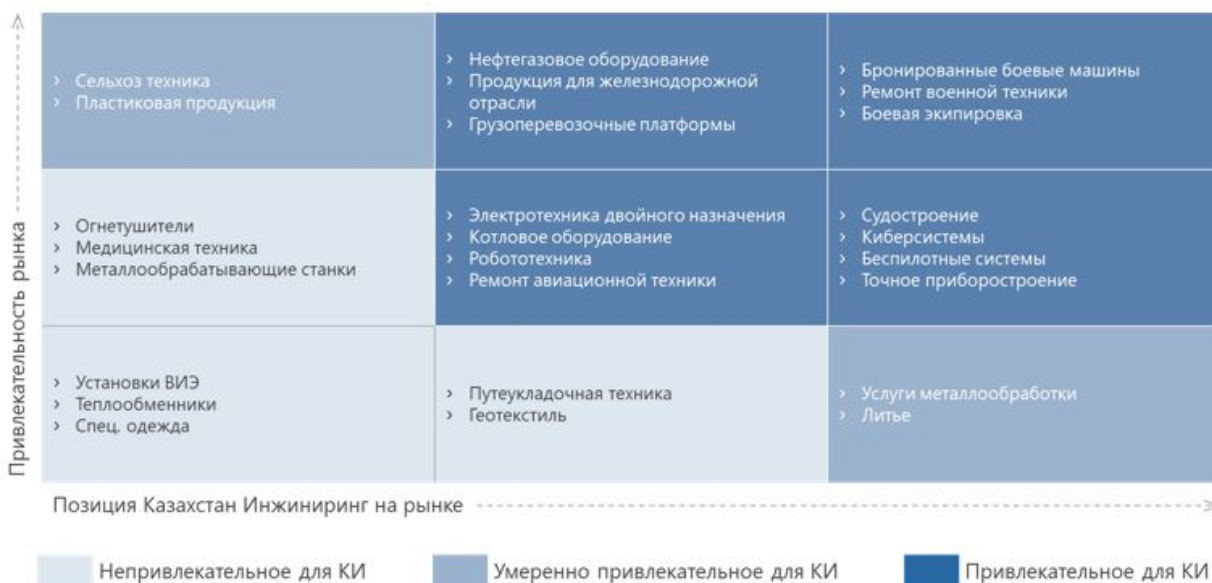 > Сельхоз техника
> Пластиковая продукция
> Нефтегазовое оборудование
> Продукция для железнодорожной
отрасли
> Грузоперевозочные платформы
> Бронированные боевые машины
> Ремонт военной техники
> Боевая экипировка
> Огнетушители
> Медицинская техника
> Металлообрабатывающие станки
> Электротехника двойного назначения
> Котловое оборудование
> Робототехника
> Ремонт авиационной техники
> Судостроение
> Киберсистемы
> Беспилотные системы
> Точное приборостроение
> Установки ВИЭ
> Теплообменники
> Спец. одежда
> Путеукладочная техника
> Геотекстиль
> Услуги металлообработки
> Литье
Привлекательность рынка
Позиция Казахстан Инжиниринг на рынке
Непривлекательное для КИ
Умеренно привлекательное для КИ
Привлекательное для КИ